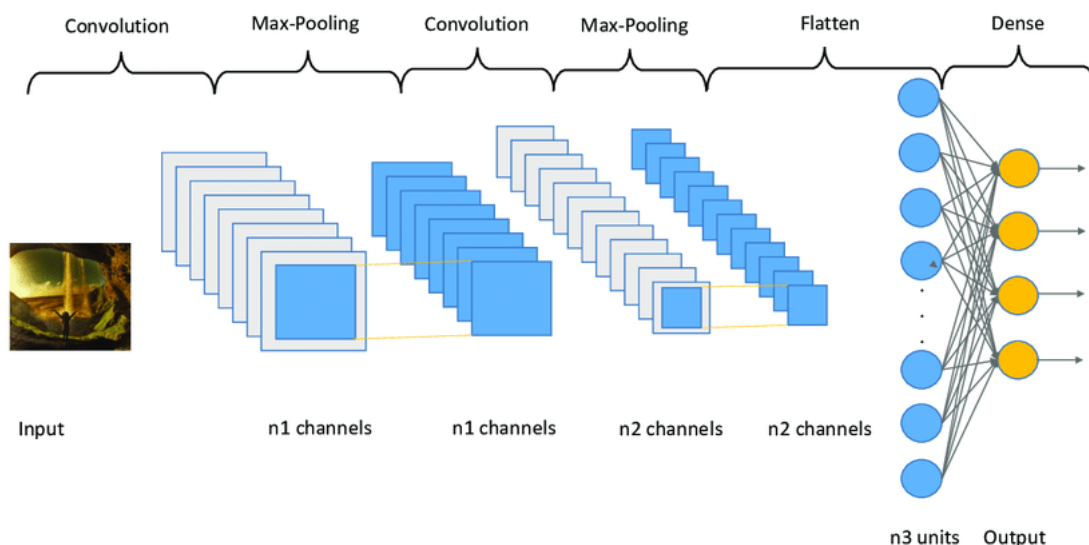 Convolution Max-Pooling Convolution Max-Pooling Flatten Dense
Input n1 channels n1 channels n2 channels n2 channels
n3 units Output